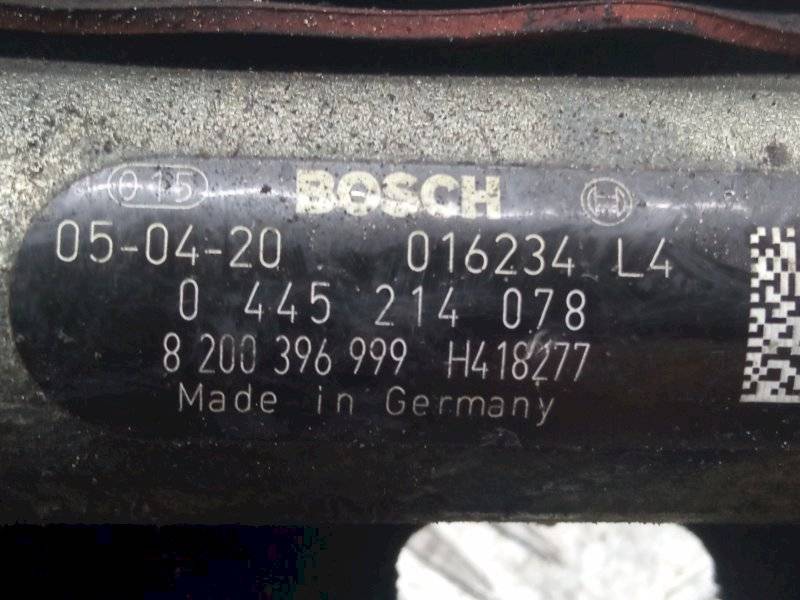 015 BOSCH
05-04-20 016234 L4
0 445 214 078
8 200 396 999 H418277
Made in Germany